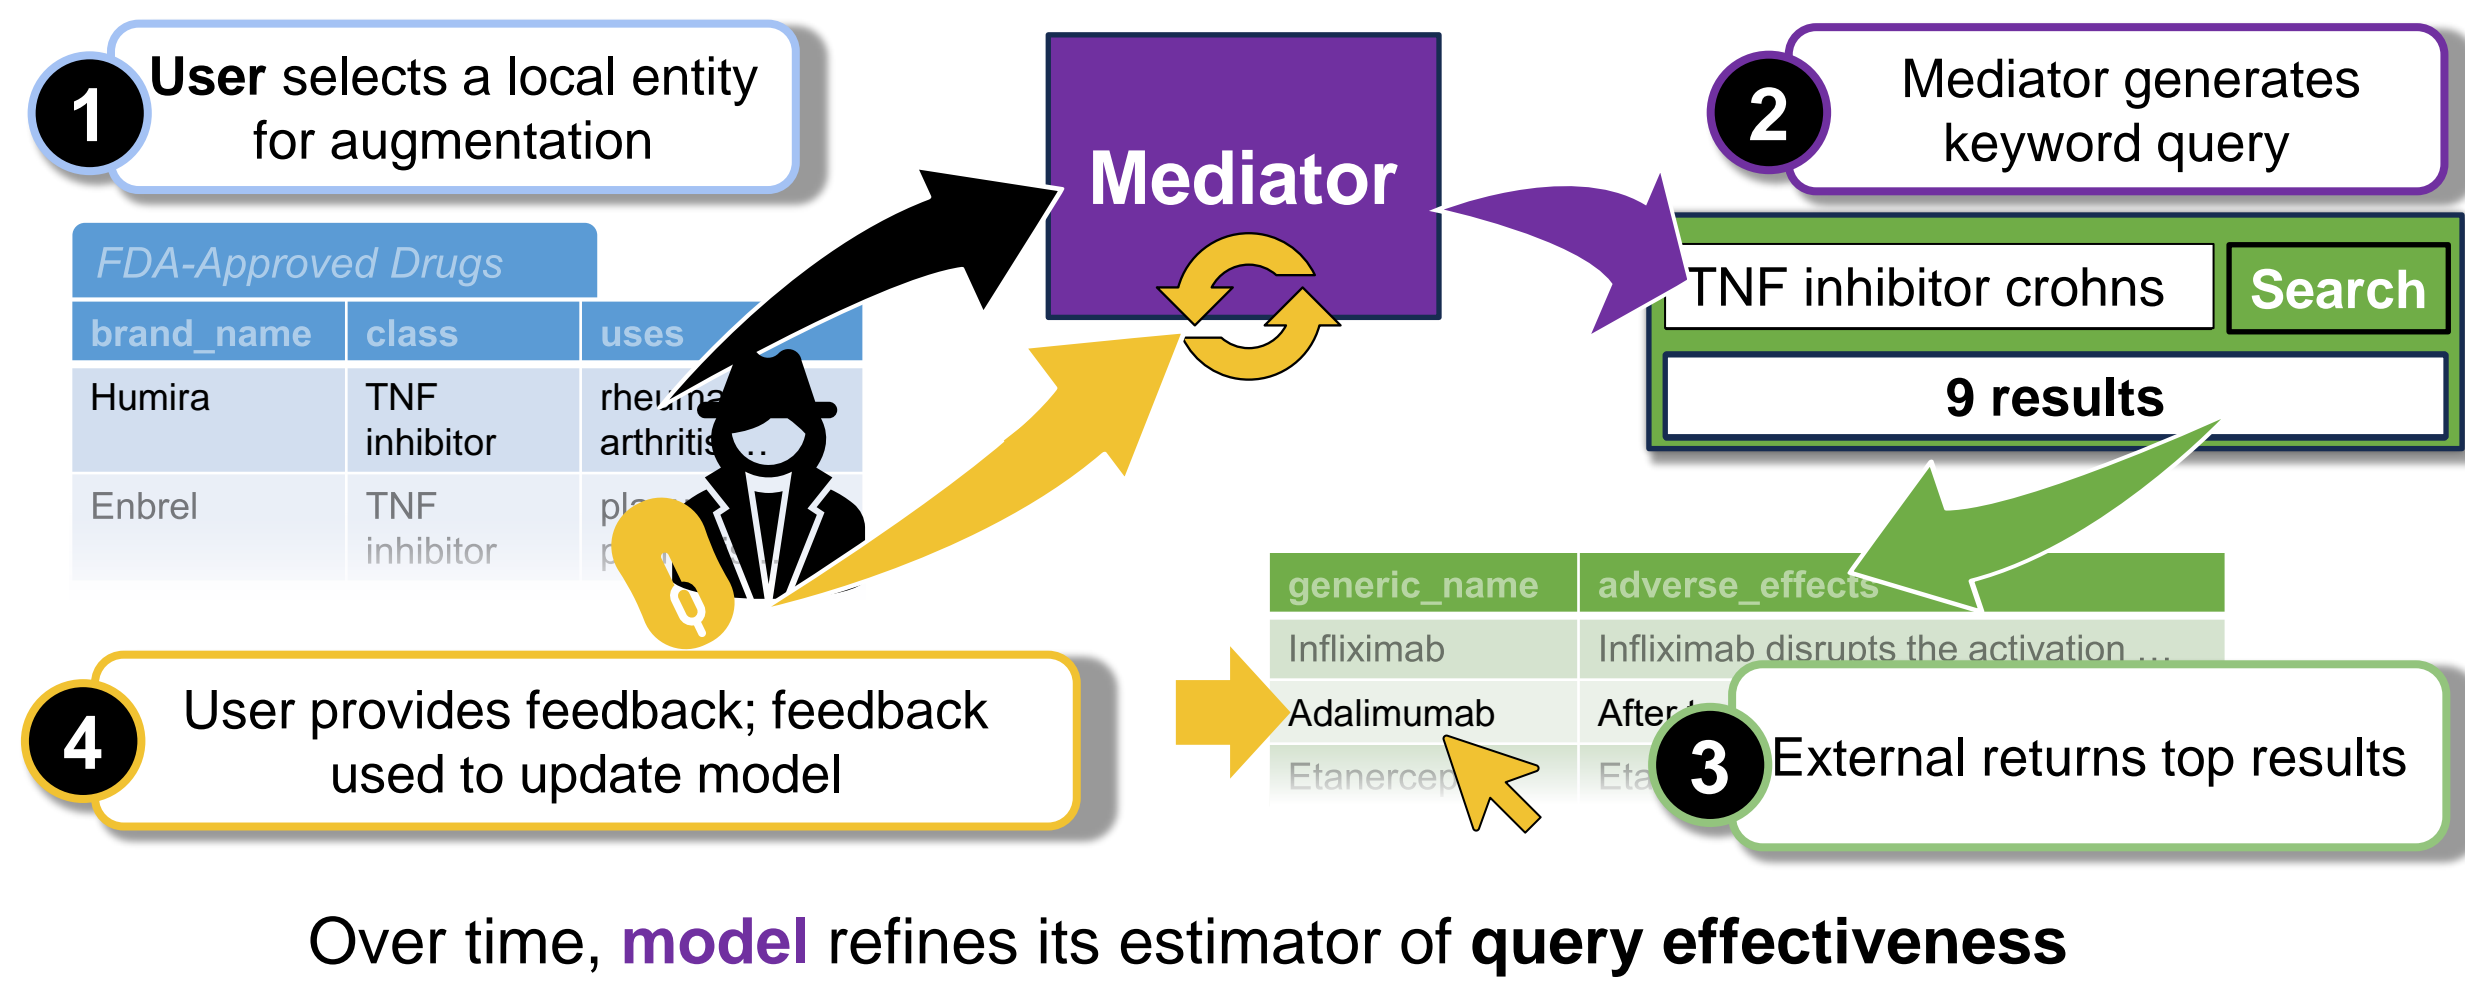 1
User selects a local entity
for augmentation
Mediator
2
Mediator generates
keyword query
FDA-Approved Drugs
brand_name class uses
Humira TNF
inhibitor
arthritis…
Enbrel TNF
inhibitor
TNF inhibitor crohns Search
9 results
generic_name adverse_effects
Infliximab Infliximab disrupts the activation …
Adalimumab After
3
External returns top results
4
User provides feedback; feedback
used to update model
Over time, model refines its estimator of query effectiveness